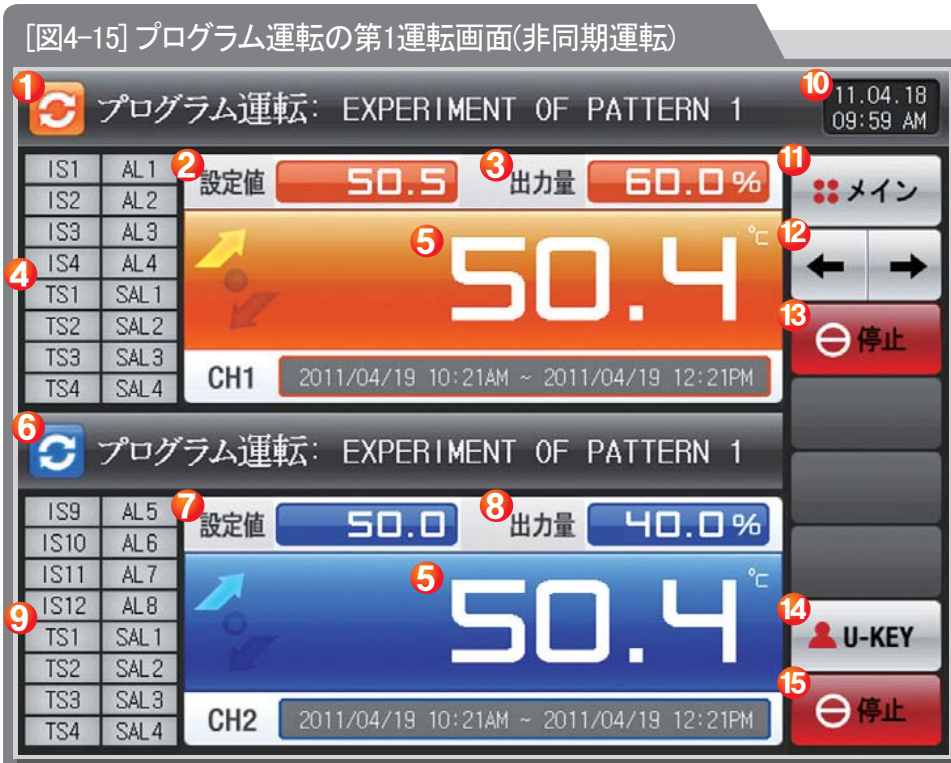 [図4-15] プログラム運転の第1運転画面(非同期運転)
1 プログラム運転: EXPERIMENT OF PATTERN 1
10 11.04.18
09:59 AM
IS1 AL1
IS2 AL2
IS3 AL3
4 IS4 AL4
TS1 SAL1
TS2 SAL2
TS3 SAL3
TS4 SAL4
2 設定値 50.5 3 出力量 60.0%
5 50.4 ℃
CH1 2011/04/19 10:21AM ~ 2011/04/19 12:21PM
11 メイン
12 ← →
13 停止
6 プログラム運転: EXPERIMENT OF PATTERN 1
IS9 AL5
IS10 AL6
IS11 AL7
9 IS12 AL8
TS1 SAL1
TS2 SAL2
TS3 SAL3
TS4 SAL4
7 設定値 50.0 8 出力量 40.0%
5 50.4 ℃
CH2 2011/04/19 10:21AM ~ 2011/04/19 12:21PM
14 U-KEY
15 停止